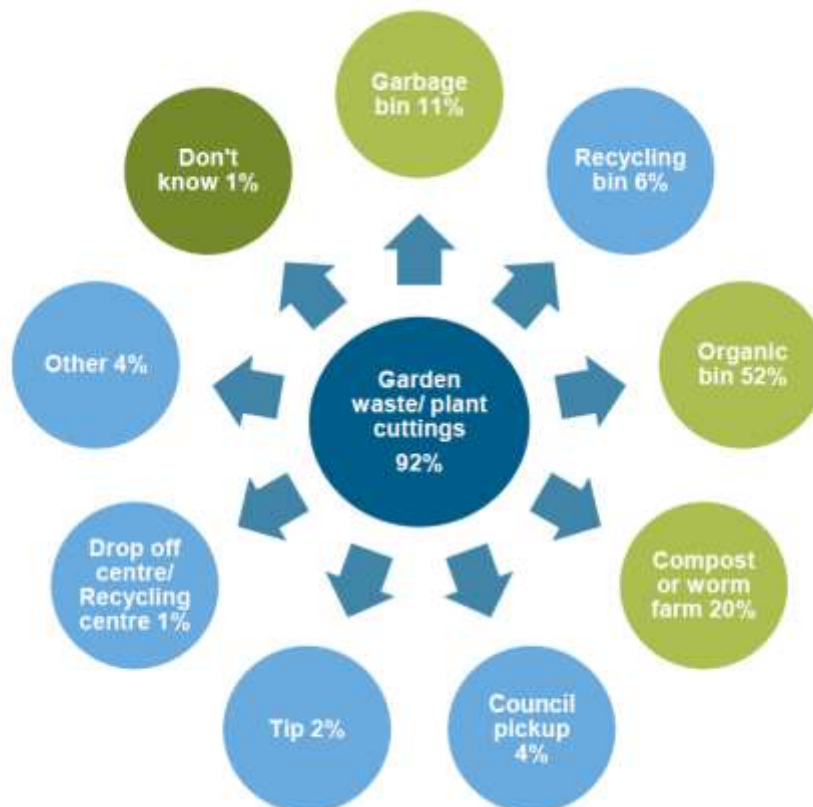 Garbage
bin 11%
Don't
know 1%
Recycling
bin 6%
Other 4%
Organic
bin 52%
Garden
waste/ plant
cuttings
92%
Drop off
centre/
Recycling
centre 1%
Compost
or worm
farm 20%
Tip 2%
Council
pickup
4%